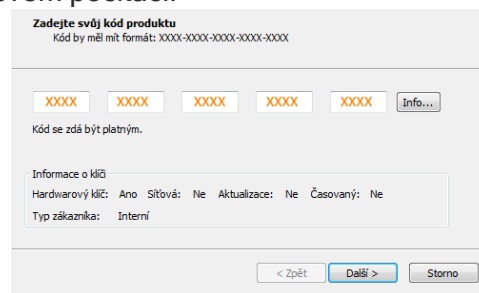 Zadejte svůj kód produktu
Kód by měl mít formát: XXXX-XXXX-XXXX-XXXX-XXXX
XXXX XXXX XXXX XXXX XXXX Info...
Kód se zdá být platným.
Informace o klíči
Hardwarový klíč: Ano Síťová: Ne Aktualizace: Ne Časovaný: Ne
Typ zákazníka: Interní
< Zpět Další > Storno